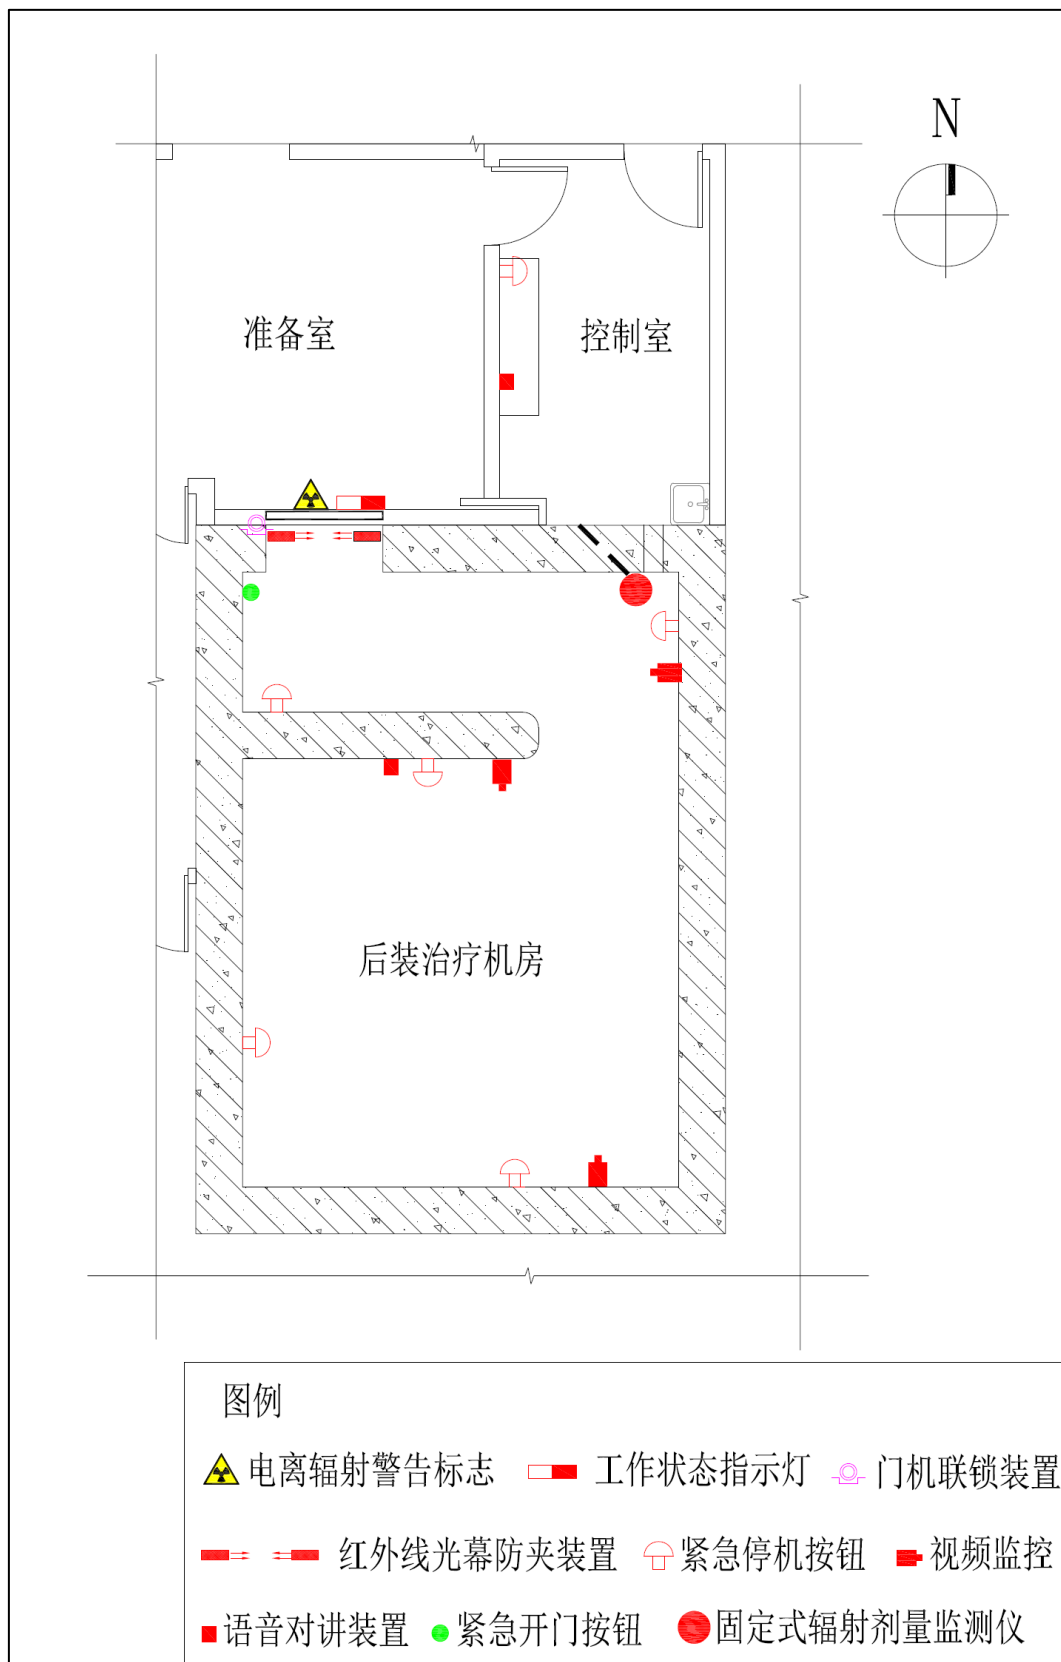 N
准备室
控制室
后装治疗机房
图例
电离辐射警告标志 工作状态指示灯 门机联锁装置
红外线光幕防夹装置 紧急停机按钮 视频监控
语音对讲装置 紧急开门按钮 固定式辐射剂量监测仪